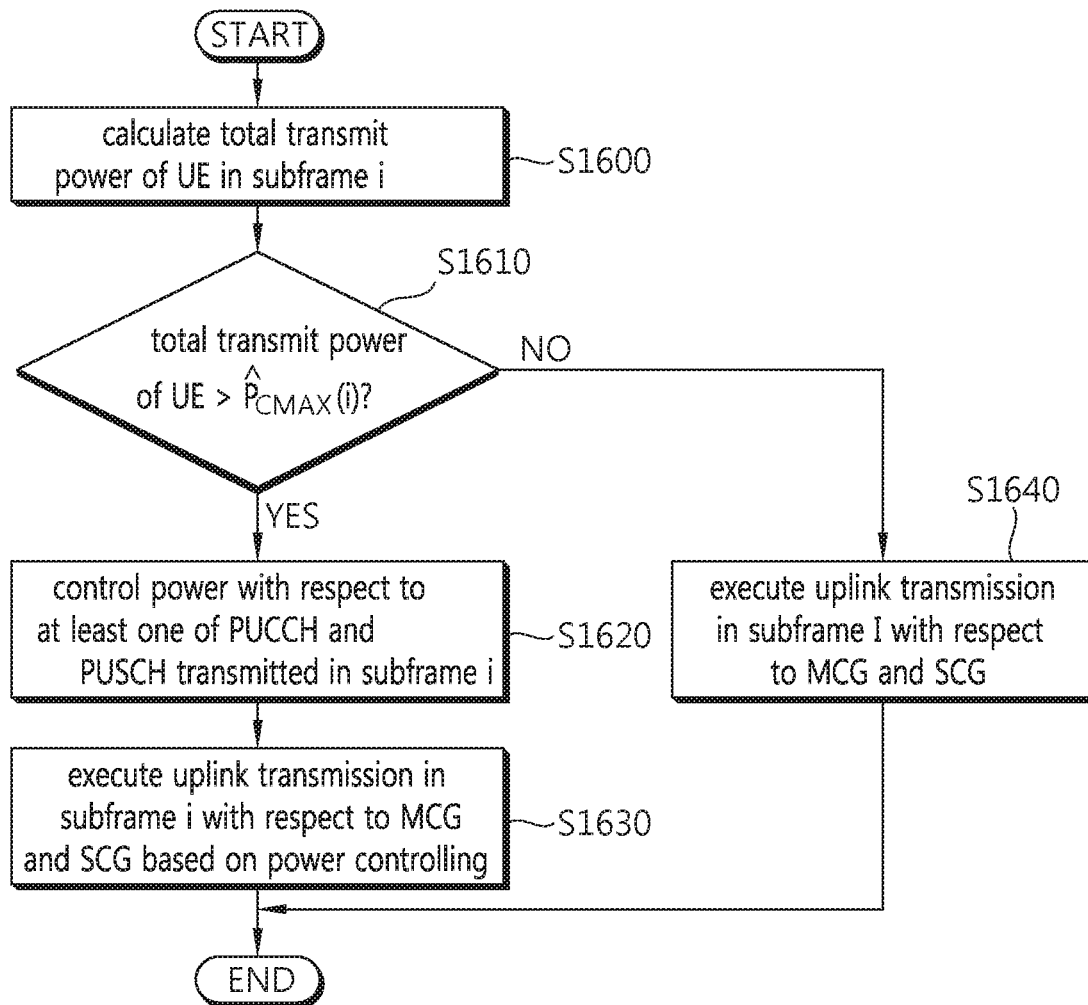 START
calculate total transmit
power of UE in subframe i
S1600
S1610
total transmit power
of UE > P̂CMAX(i)?
NO
YES
S1640
control power with respect to
at least one of PUCCH and
PUSCH transmitted in subframe i
S1620
execute uplink transmission
in subframe I with respect
to MCG and SCG
execute uplink transmission in
subframe i with respect to MCG
and SCG based on power controlling
S1630
END